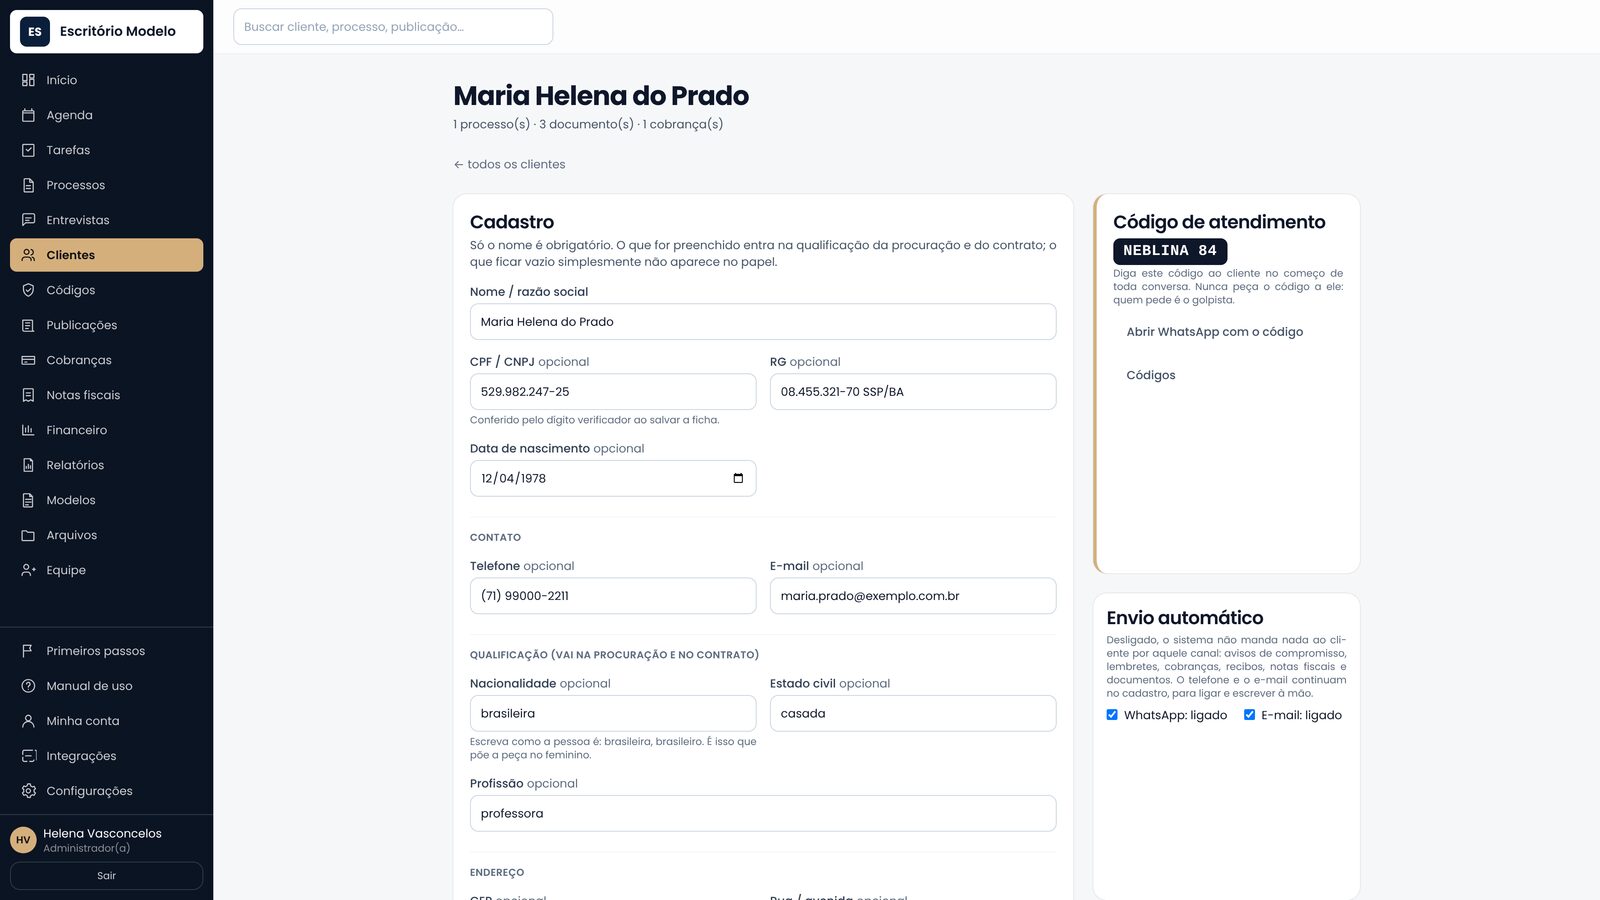 ES Escritório Modelo
Início
Agenda
Tarefas
Processos
Entrevistas
Clientes
Códigos
Publicações
Cobranças
Notas fiscais
Financeiro
Relatórios
Modelos
Arquivos
Equipe
Primeiros passos
Manual de uso
Minha conta
Integrações
Configurações
HV Helena Vasconcelos
Administrador(a)
Sair
Buscar cliente, processo, publicação...
Maria Helena do Prado
1 processo(s) · 3 documento(s) · 1 cobrança(s)
← todos os clientes
Cadastro
Só o nome é obrigatório. O que for preenchido entra na qualificação da procuração e do contrato; o
que ficar vazio simplesmente não aparece no papel.
Nome / razão social
Maria Helena do Prado
CPF / CNPJ opcional
529.982.247-25
Conferido pelo dígito verificador ao salvar a ficha.
RG opcional
08.455.321-70 SSP/BA
Data de nascimento opcional
12/04/1978
CONTATO
Telefone opcional
(71) 99000-2211
E-mail opcional
maria.prado@exemplo.com.br
QUALIFICAÇÃO (VAI NA PROCURAÇÃO E NO CONTRATO)
Nacionalidade opcional
brasileira
Escreva como a pessoa é: brasileira, brasileiro. É isso que
põe a peça no feminino.
Estado civil opcional
casada
Profissão opcional
professora
ENDEREÇO
CEP opcional
Rua / avenida opcional
Código de atendimento
NEBLINA 84
Diga este código ao cliente no começo de
toda conversa. Nunca peça o código a ele:
quem pede é o golpista.
Abrir WhatsApp com o código
Códigos
Envio automático
Desligado, o sistema não manda nada ao cli-
ente por aquele canal: avisos de compromisso,
lembretes, cobranças, recibos, notas fiscais e
documentos. O telefone e o e-mail continuam
no cadastro, para ligar e escrever à mão.
WhatsApp: ligado
E-mail: ligado